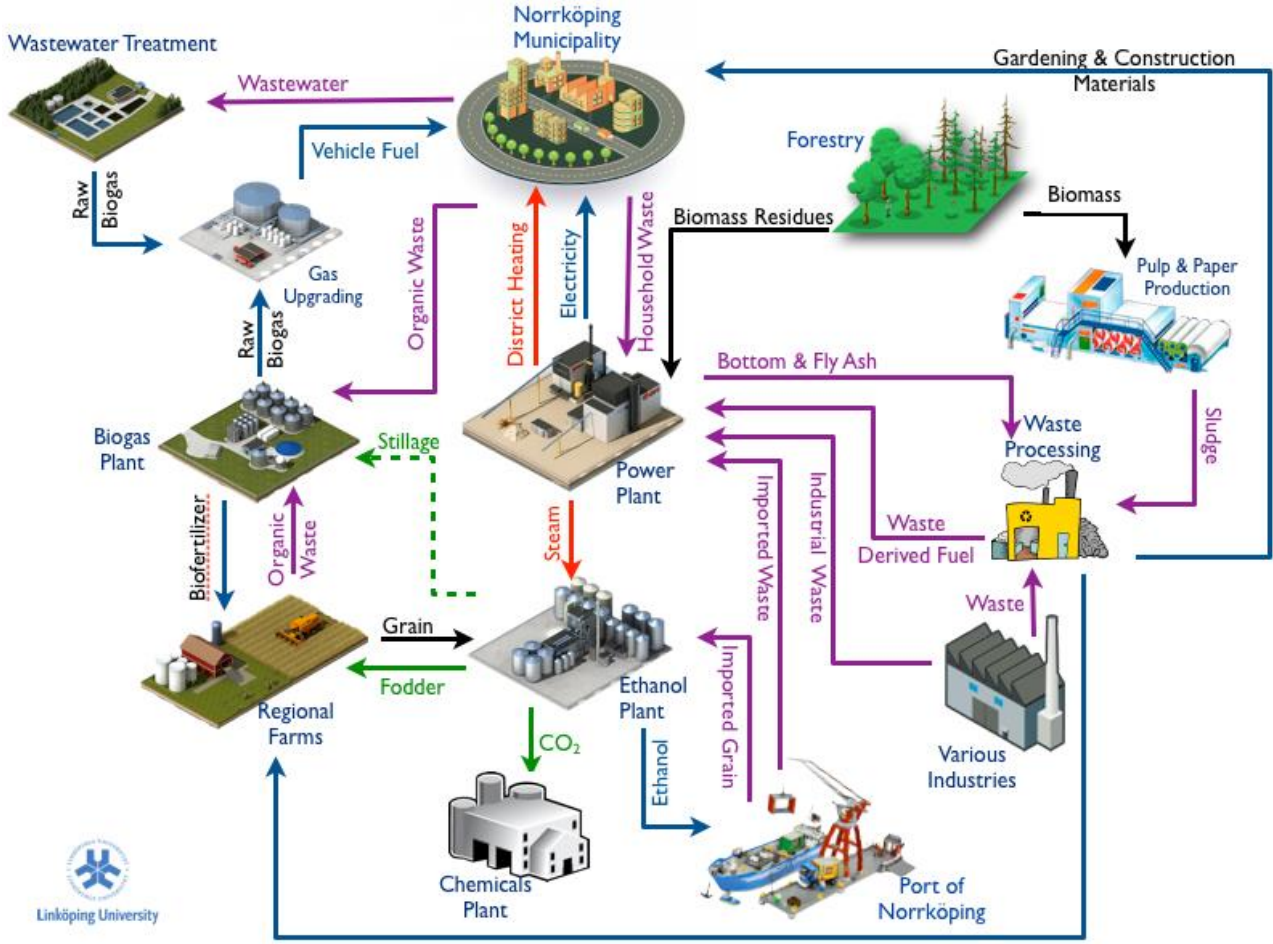 Norrköping
Municipality
Wastewater Treatment
Wastewater
Gardening & Construction
Materials
Vehicle Fuel
Forestry
Raw
Biogas
Biomass
Biomass Residues
Gas
Upgrading
Organic Waste
District Heating
Electricity
Household Waste
Pulp & Paper
Production
Raw
Biogas
Bottom & Fly Ash
Sludge
Biogas
Plant
Stillage
Power
Plant
Waste
Processing
Biofertilizer
Organic
Waste
Steam
Imported Waste
Industrial Waste
Waste
Derived Fuel
Waste
Grain
Fodder
Regional
Farms
Ethanol
Plant
Imported Grain
CO2
Ethanol
Various
Industries
Chemicals
Plant
Port of
Norrköping
Linköping University